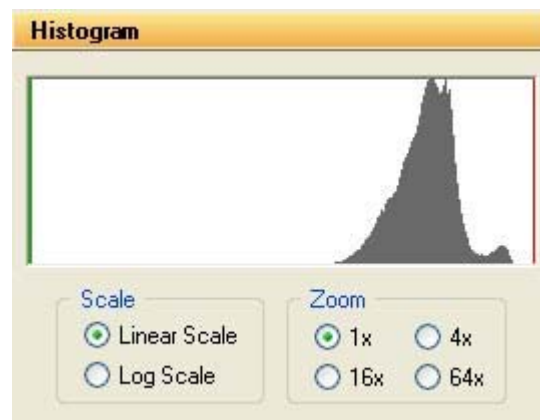 Histogram
Scale
Linear Scale
Log Scale
Zoom
1x 4x
16x 64x